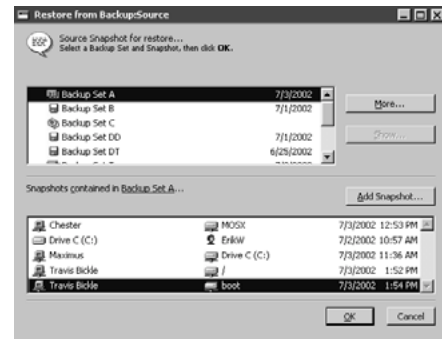 Restore from Backup:Source
Source Snapshot for restore...
Select a Backup Set and Snapshot, then click OK.
Backup Set A 7/3/2002
Backup Set B 7/1/2002
Backup Set C
Backup Set DD 7/1/2002
Backup Set DT 6/25/2002
More...
Show...
Snapshots contained in Backup Set A...
Add Snapshot...
Chester MOSX 7/3/2002 12:53 PM
Drive C (C:) ErikW 7/2/2002 10:57 AM
Maximus Drive C (C:) 7/3/2002 11:36 AM
Travis Bickle / 7/3/2002 1:52 PM
Travis Bickle boot 7/3/2002 1:54 PM
OK Cancel